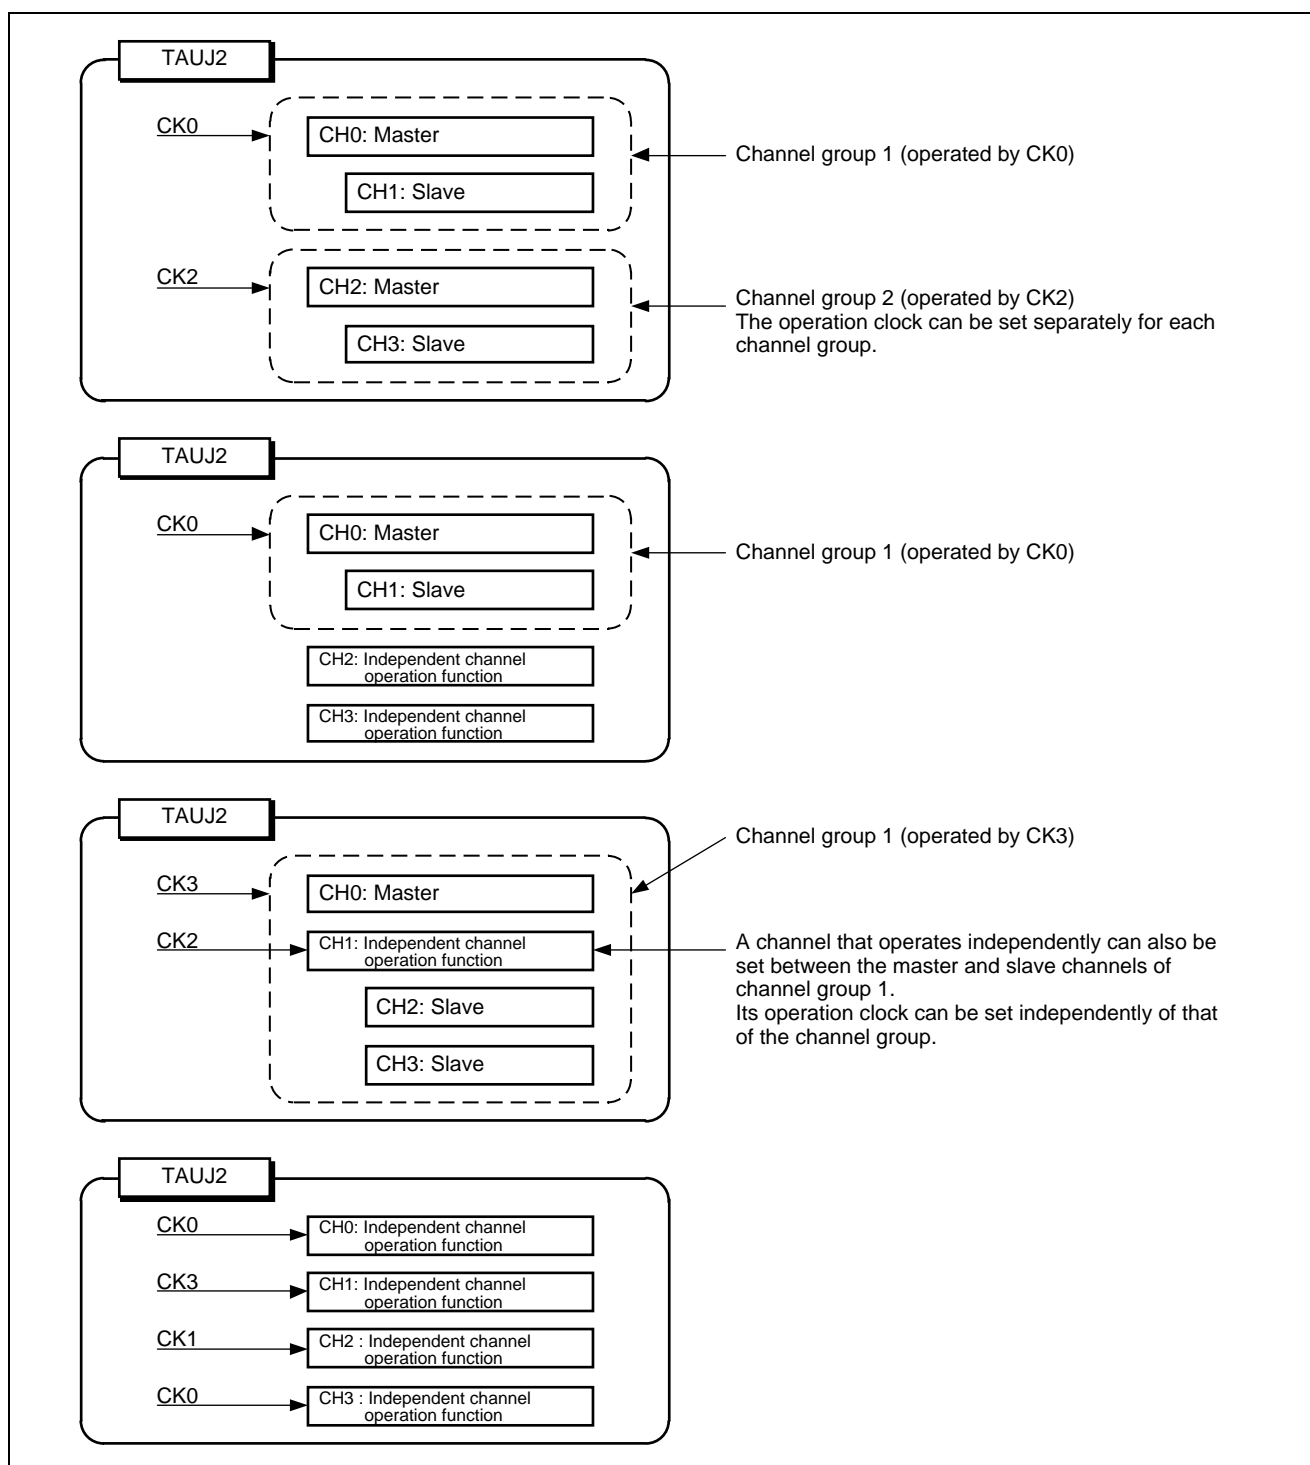 TAUJ2
CK0
CH0: Master
Channel group 1 (operated by CK0)
CH1: Slave
CK2
CH2: Master
Channel group 2 (operated by CK2)
The operation clock can be set separately for each
channel group.
CH3: Slave
TAUJ2
CK0
CH0: Master
Channel group 1 (operated by CK0)
CH1: Slave
CH2: Independent channel
operation function
CH3: Independent channel
operation function
TAUJ2
Channel group 1 (operated by CK3)
CK3
CH0: Master
CK2
CH1: Independent channel
operation function
A channel that operates independently can also be
set between the master and slave channels of
channel group 1.
Its operation clock can be set independently of that
of the channel group.
CH2: Slave
CH3: Slave
TAUJ2
CK0
CH0: Independent channel
operation function
CK3
CH1: Independent channel
operation function
CK1
CH2 : Independent channel
operation function
CK0
CH3 : Independent channel
operation function